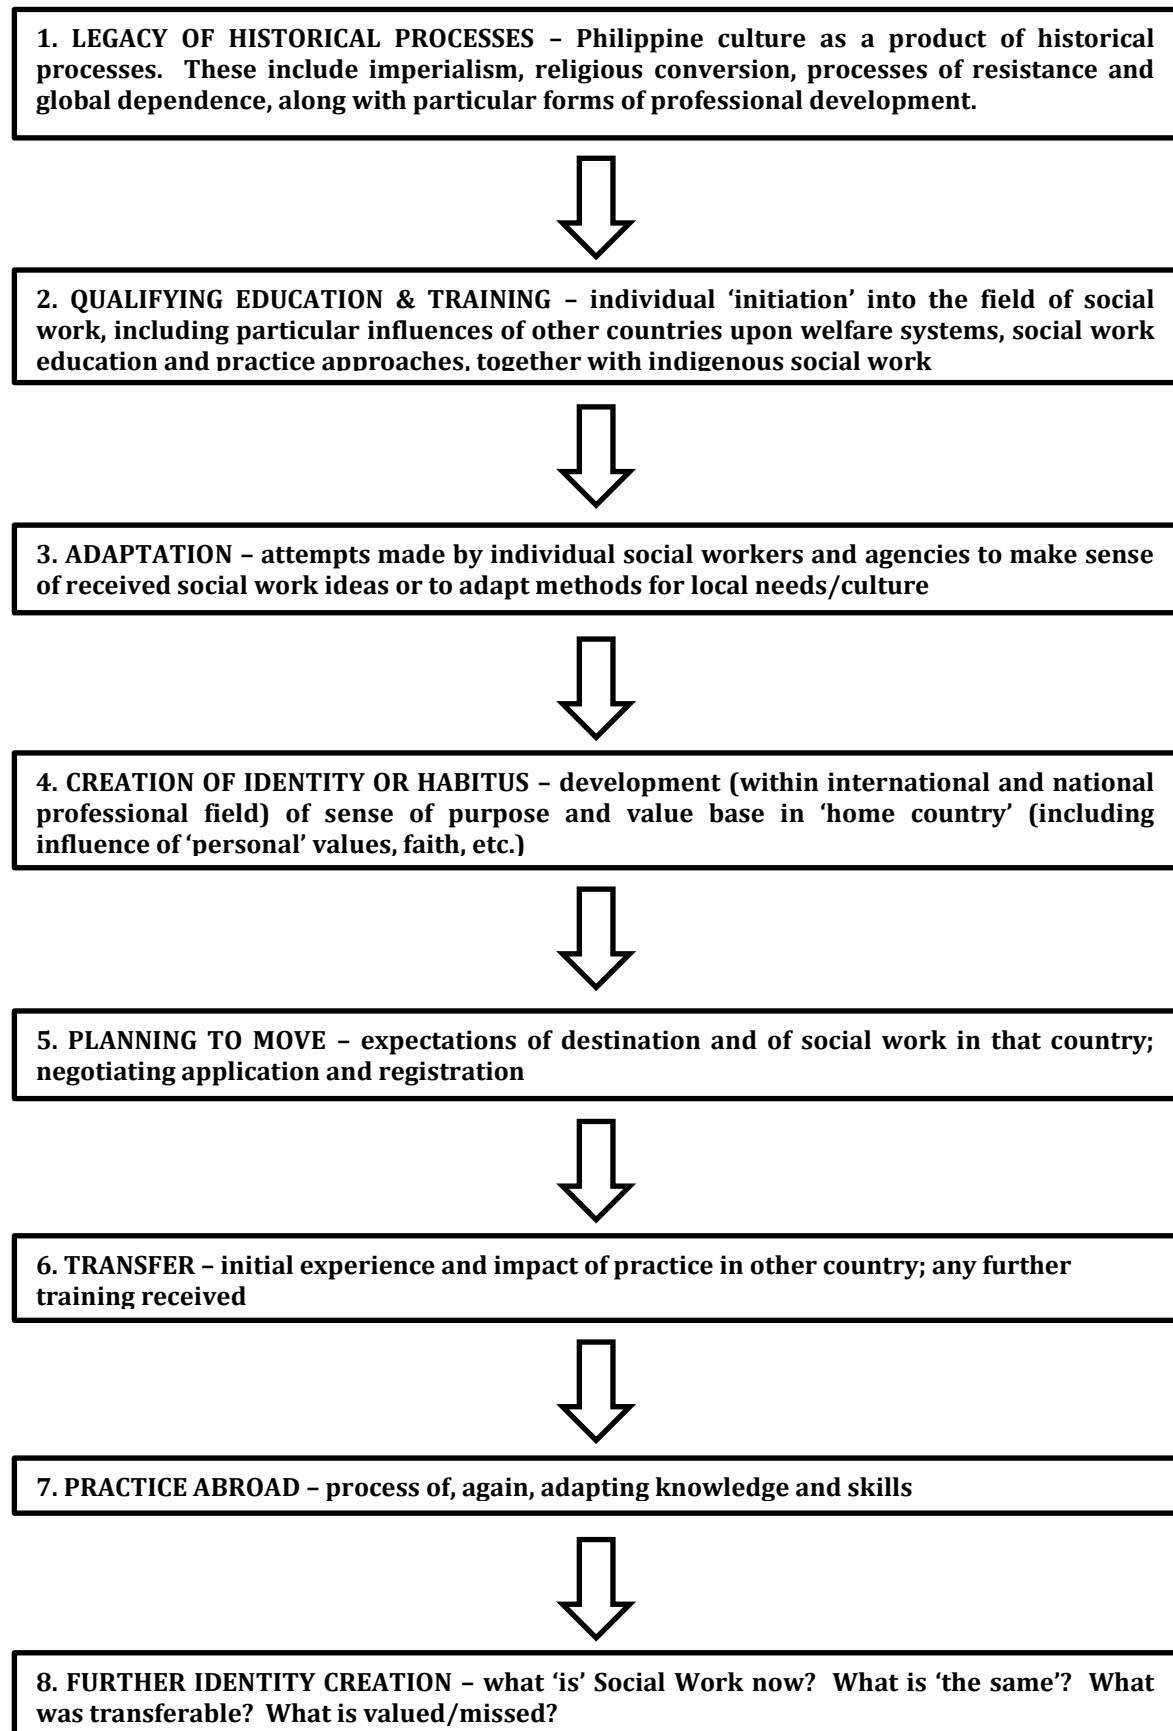 1. LEGACY OF HISTORICAL PROCESSES – Philippine culture as a product of historical
processes. These include imperialism, religious conversion, processes of resistance and
global dependence, along with particular forms of professional development.
2. QUALIFYING EDUCATION & TRAINING – individual ‘initiation’ into the field of social
work, including particular influences of other countries upon welfare systems, social work
education and practice approaches, together with indigenous social work
3. ADAPTATION – attempts made by individual social workers and agencies to make sense
of received social work ideas or to adapt methods for local needs/culture
4. CREATION OF IDENTITY OR HABITUS – development (within international and national
professional field) of sense of purpose and value base in ‘home country’ (including
influence of ‘personal’ values, faith, etc.)
5. PLANNING TO MOVE – expectations of destination and of social work in that country;
negotiating application and registration
6. TRANSFER – initial experience and impact of practice in other country; any further
training received
7. PRACTICE ABROAD – process of, again, adapting knowledge and skills
8. FURTHER IDENTITY CREATION – what ‘is’ Social Work now? What is ‘the same’? What
was transferable? What is valued/missed?